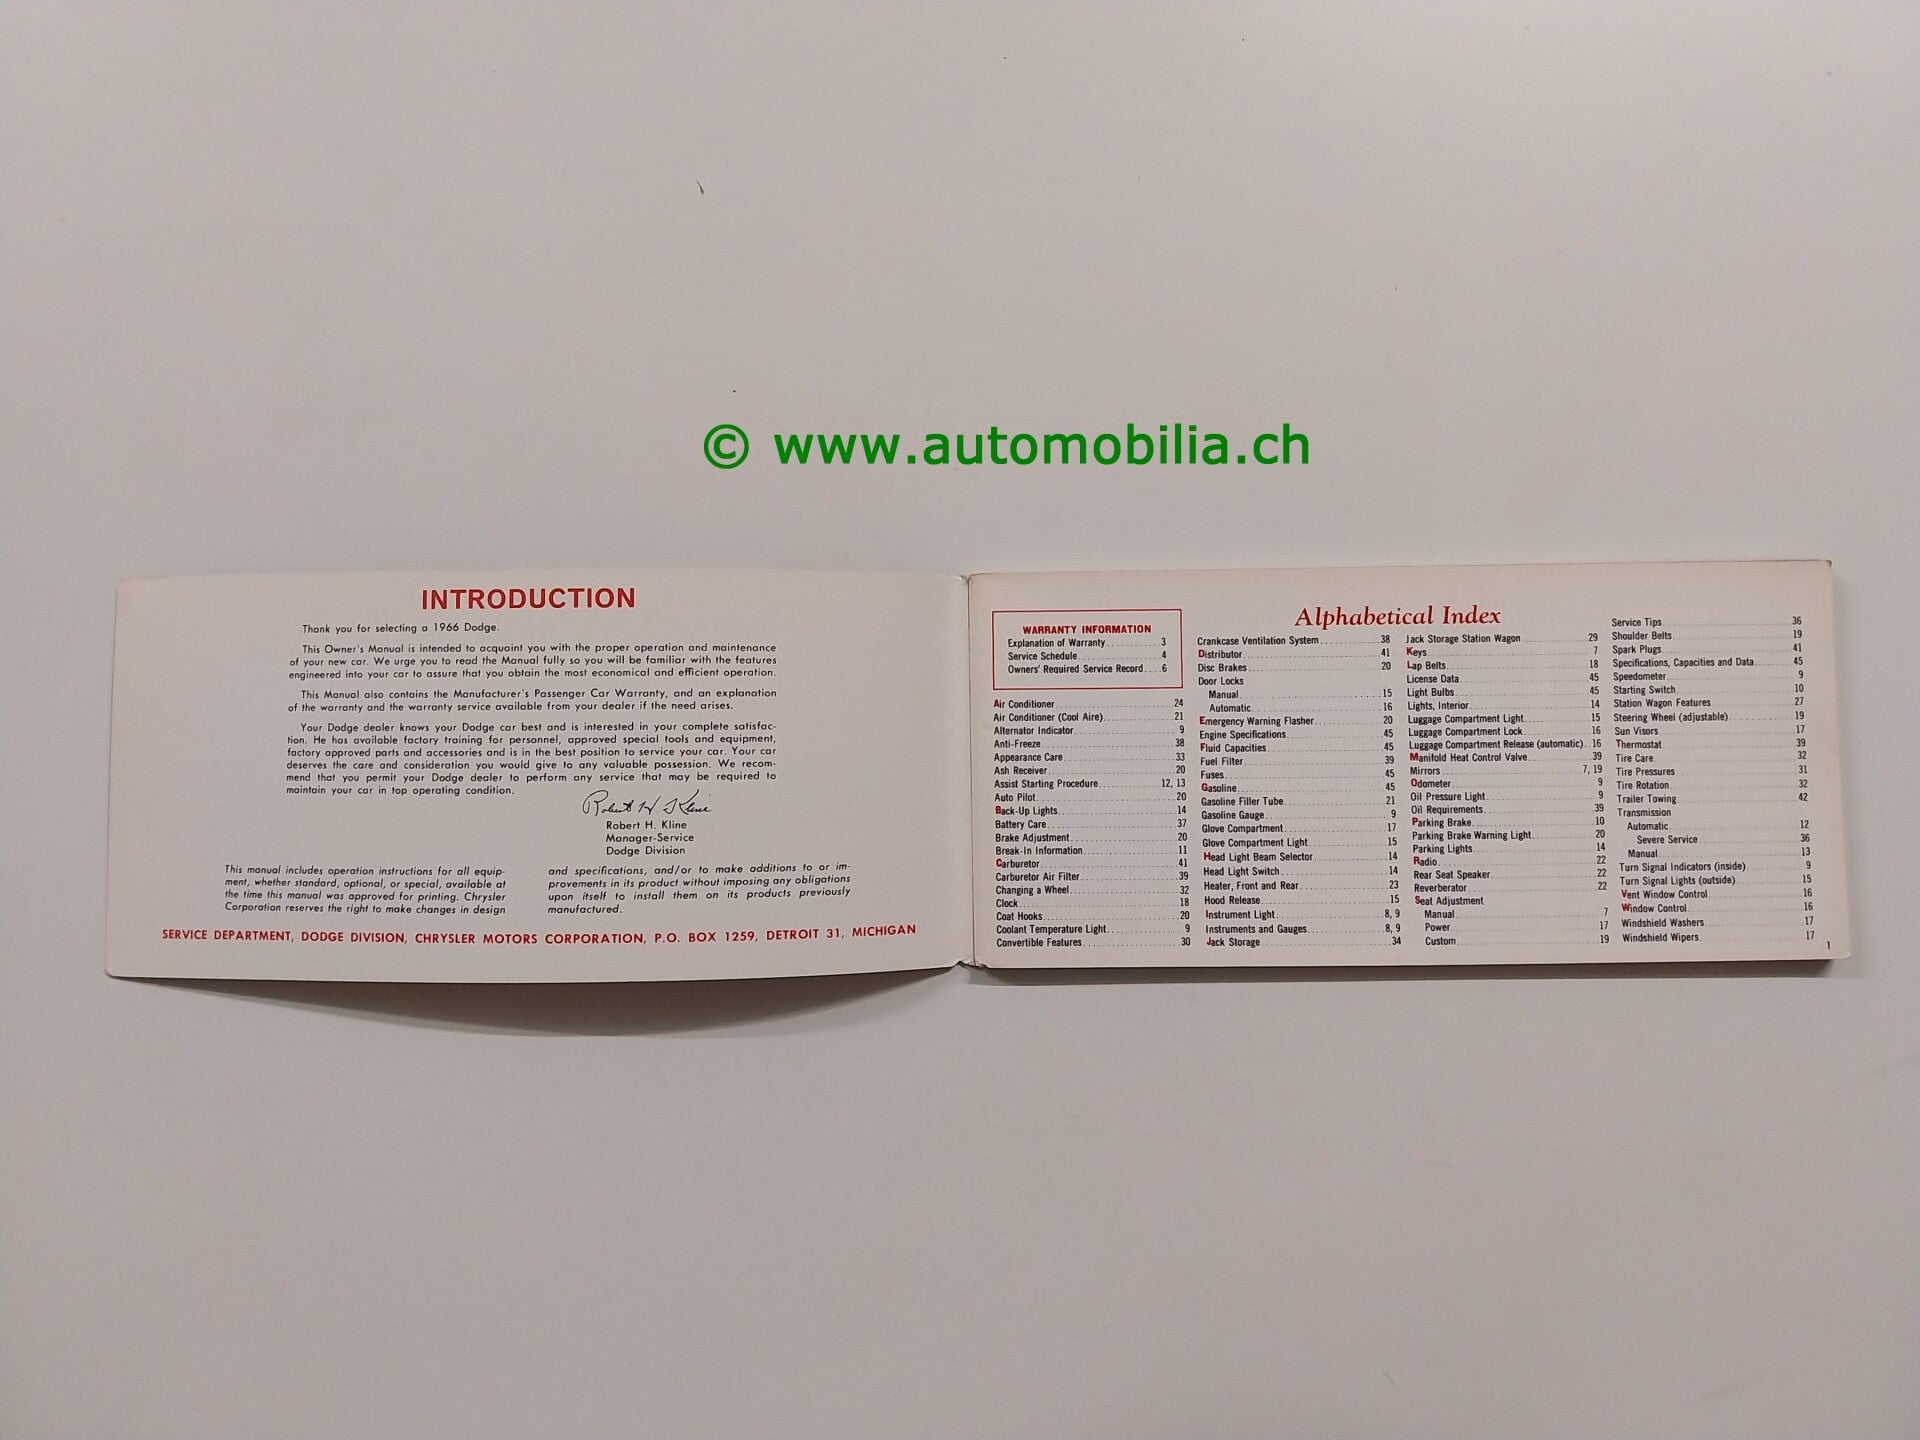 © www.automobilia.ch
INTRODUCTION
Thank you for selecting a 1966 Dodge.
This Owner's Manual is intended to acquaint you with the proper operation and maintenance
of your new car. We urge you to read the Manual fully so you will be familiar with the features
engineered into your car to assure that you obtain the most economical and efficient operation.
This Manual also contains the Manufacturer's Passenger Car Warranty, and an explanation
of the warranty and the warranty service available from your dealer if the need arises.
Your Dodge dealer knows your Dodge car best and is interested in your complete satisfac-
tion. He has available factory training for personnel, approved special tools and equipment,
factory approved parts and accessories and is in the best position to service your car. Your car
deserves the care and consideration you would give to any valuable possession. We recom-
mend that you permit your Dodge dealer to perform any service that may be required to
maintain your car in top operating condition.
Robert H. Kline
Robert H. Kline
Manager-Service
Dodge Division
This manual includes operation instructions for all equip-
ment, whether standard, optional, or special, available at
the time this manual was approved for printing. Chrysler
Corporation reserves the right to make changes in design
and specifications, and/or to make additions to or im-
provements in its product without imposing any obligations
upon itself to install them on its products previously
manufactured.
SERVICE DEPARTMENT, DODGE DIVISION, CHRYSLER MOTORS CORPORATION, P.O. BOX 1259, DETROIT 31, MICHIGAN
Alphabetical Index
WARRANTY INFORMATION
Explanation of Warranty 3
Service Schedule 4
Owners' Required Service Record 6
Air Conditioner 24
Air Conditioner (Cool Aire) 21
Alternator Indicator 9
Anti-Freeze 38
Appearance Care 33
Ash Receiver 20
Assist Starting Procedure 12, 13
Auto Pilot 20
Back-Up Lights 14
Battery Care 37
Brake Adjustment 20
Break-In Information 11
Carburetor 41
Carburetor Air Filter 39
Changing a Wheel 32
Clock 18
Coat Hooks 20
Coolant Temperature Light 9
Convertible Features 30
Crankcase Ventilation System 38
Distributor 41
Disc Brakes 20
Door Locks
Manual 15
Automatic 16
Emergency Warning Flasher 20
Engine Specifications 45
Fluid Capacities 45
Fuel Filter 39
Fuses 45
Gasoline 45
Gasoline Filler Tube 21
Gasoline Gauge 9
Glove Compartment 17
Glove Compartment Light 15
Head Light Beam Selector 14
Head Light Switch 14
Heater, Front and Rear 23
Hood Release 15
Instrument Light 8, 9
Instruments and Gauges 8, 9
Jack Storage 34
Jack Storage Station Wagon 29
Keys 7
Lap Belts 18
License Data 45
Light Bulbs 45
Lights, Interior 14
Luggage Compartment Light 15
Luggage Compartment Lock 16
Luggage Compartment Release (automatic) 16
Manifold Heat Control Valve 39
Mirrors 7, 19
Odometer 9
Oil Pressure Light 9
Oil Requirements 39
Parking Brake 10
Parking Brake Warning Light 20
Parking Lights 14
Radio 22
Rear Seat Speaker 22
Reverberator 22
Seat Adjustment
Manual 7
Power 17
Custom 19
Service Tips 36
Shoulder Belts 19
Spark Plugs 41
Specifications, Capacities and Data 45
Speedometer 9
Starting Switch 10
Station Wagon Features 27
Steering Wheel (adjustable) 19
Sun Visors 17
Thermostat 39
Tire Care 32
Tire Pressures 31
Tire Rotation 32
Trailer Towing 42
Transmission
Automatic 12
Severe Service 36
Manual 13
Turn Signal Indicators (inside) 9
Turn Signal Lights (outside) 15
Vent Window Control 16
Window Control 16
Windshield Washers 17
Windshield Wipers 17
1